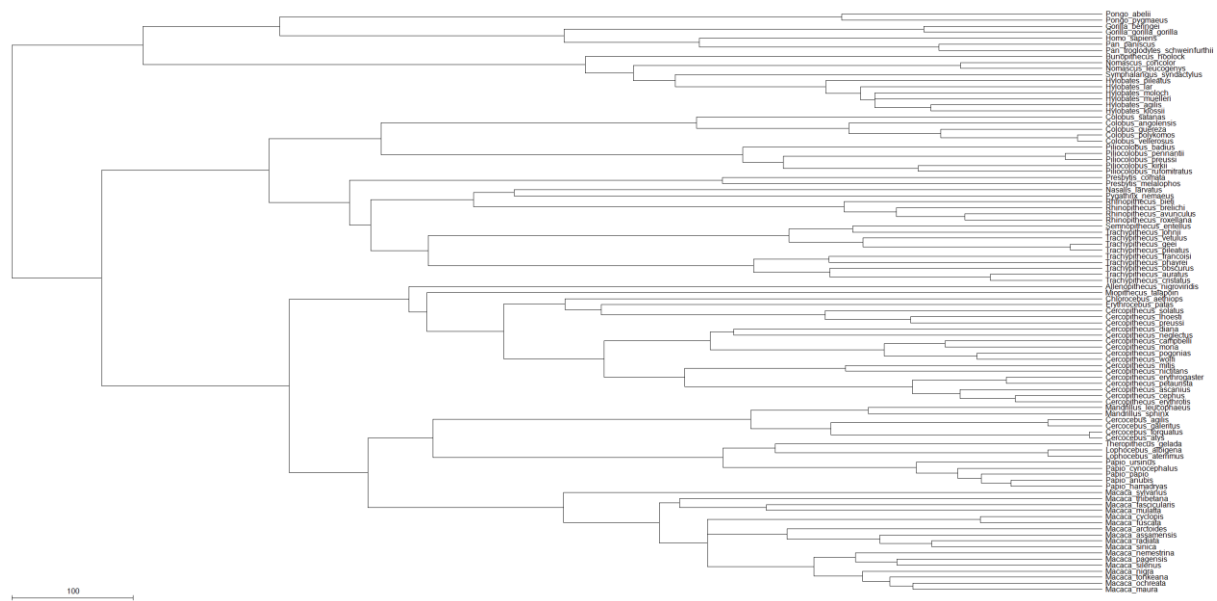 Pongo_abelii
Pongo_pygmaeus
Gorilla_beringei
Gorilla_gorilla_gorilla
Homo_sapiens
Pan_paniscus
Pan_troglodytes_schweinfurthii
Bunopithecus_hoolock
Nomascus_concolor
Nomascus_leucogenys
Symphalangus_syndactylus
Hylobates_pileatus
Hylobates_lar
Hylobates_moloch
Hylobates_muelleri
Hylobates_agilis
Hylobates_klossii
Colobus_satanas
Colobus_angolensis
Colobus_guereza
Colobus_polykomos
Colobus_vellerosus
Piliocolobus_badius
Piliocolobus_pennantii
Piliocolobus_preussi
Piliocolobus_kirkii
Piliocolobus_rufomitratus
Presbytis_comata
Presbytis_melalophos
Nasalis_larvatus
Pygathrix_nemaeus
Rhinopithecus_bieti
Rhinopithecus_brelichi
Rhinopithecus_avunculus
Rhinopithecus_roxellana
Semnopithecus_entellus
Trachypithecus_johnii
Trachypithecus_vetulus
Trachypithecus_geei
Trachypithecus_pileatus
Trachypithecus_francoisi
Trachypithecus_phayrei
Trachypithecus_obscurus
Trachypithecus_auratus
Trachypithecus_cristatus
Allenopithecus_nigroviridis
Miopithecus_talapoin
Chlorocebus_aethiops
Erythrocebus_patas
Cercopithecus_solatus
Cercopithecus_lhoesti
Cercopithecus_preussi
Cercopithecus_diana
Cercopithecus_neglectus
Cercopithecus_campbelli
Cercopithecus_mona
Cercopithecus_pogonias
Cercopithecus_wolfi
Cercopithecus_mitis
Cercopithecus_nictitans
Cercopithecus_erythrogaster
Cercopithecus_petaurista
Cercopithecus_ascanius
Cercopithecus_cephus
Cercopithecus_erythrotis
Mandrillus_leucophaeus
Mandrillus_sphinx
Cercocebus_agilis
Cercocebus_galeritus
Cercocebus_torquatus
Cercocebus_atys
Theropithecus_gelada
Lophocebus_albigena
Lophocebus_aterrimus
Papio_ursinus
Papio_cynocephalus
Papio_papio
Papio_anubis
Papio_hamadryas
Macaca_sylvanus
Macaca_thibetana
Macaca_fascicularis
Macaca_mulatta
Macaca_cyclopis
Macaca_fuscata
Macaca_arctoides
Macaca_assamensis
Macaca_radiata
Macaca_sinica
Macaca_nemestrina
Macaca_pagensis
Macaca_silenus
Macaca_nigra
Macaca_tonkeana
Macaca_ochreata
Macaca_maura
100